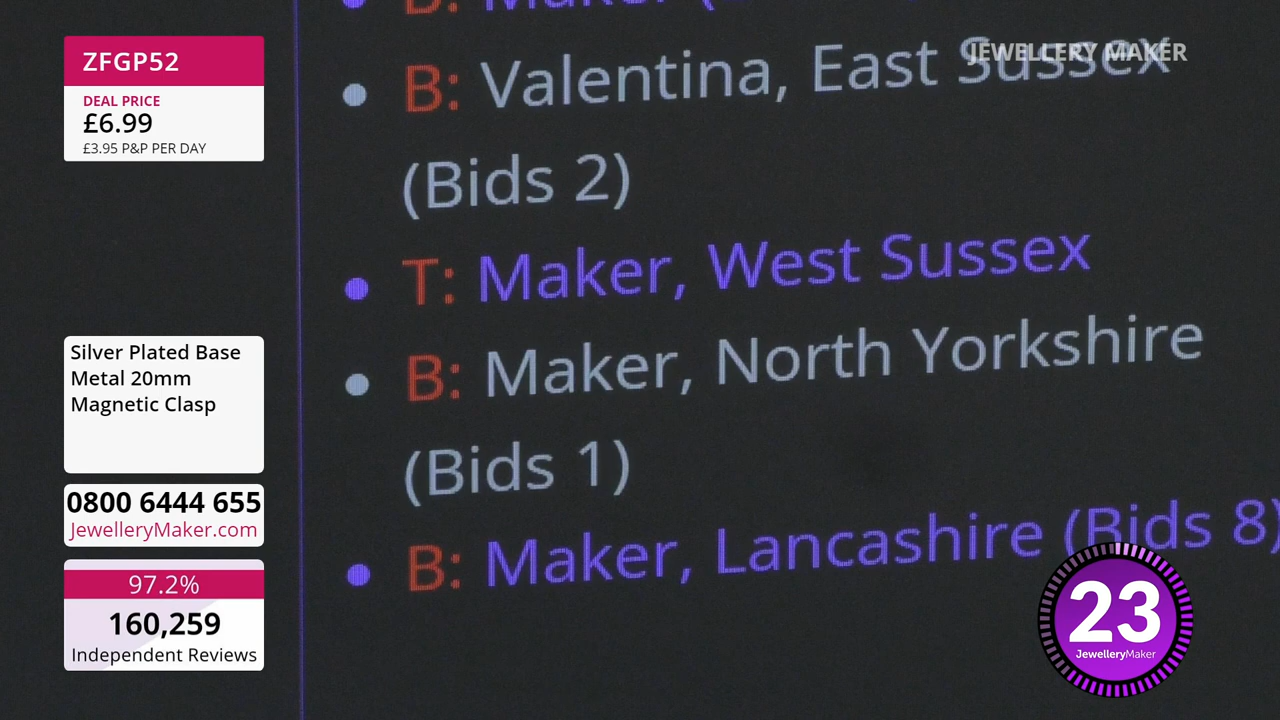 ZFGP52
DEAL PRICE
£6.99
£3.95 P&P PER DAY
Silver Plated Base
Metal 20mm
Magnetic Clasp
0800 6444 655
JewelleryMaker.com
97.2%
160,259
Independent Reviews
JEWELLERY MAKER
B: Maker
B: Valentina, East Sussex
(Bids 2)
T: Maker, West Sussex
B: Maker, North Yorkshire
(Bids 1)
B: Maker, Lancashire (Bids 8)
23
JewelleryMaker